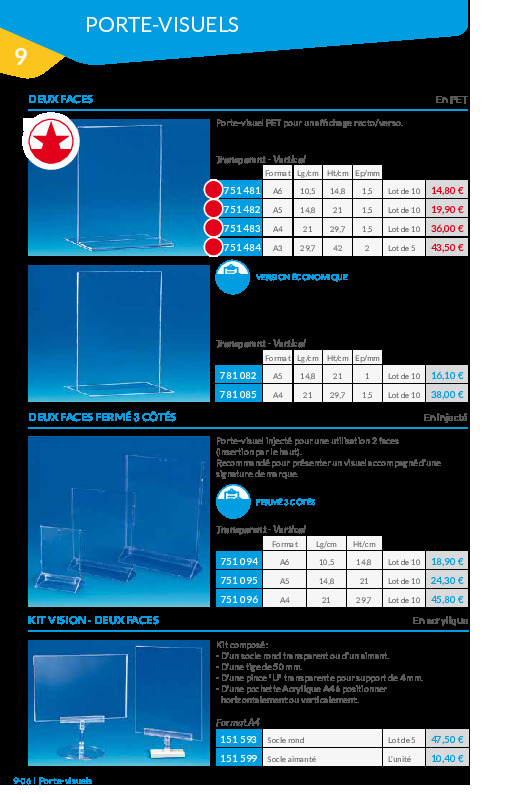 PORTE-VISUELS
9
DEUX FACES En PET
Porte-visuel PET pour un affichage recto/verso.
Transparent - Vertical
Format Lg/cm Ht/cm Ep/mm
751 481 A6 10,5 14,8 1,5 Lot de 10 14,80 €
751 482 A5 14,8 21 1,5 Lot de 10 19,90 €
751 483 A4 21 29,7 1,5 Lot de 10 36,00 €
751 484 A3 29,7 42 2 Lot de 5 43,50 €
VERSION ÉCONOMIQUE
Transparent - Vertical
Format Lg/cm Ht/cm Ep/mm
781 082 A5 14,8 21 1 Lot de 10 16,10 €
781 085 A4 21 29,7 1,5 Lot de 10 38,00 €
DEUX FACES FERMÉ 3 CÔTÉS En injecté
Porte-visuel injecté pour une utilisation 2 faces
(insertion par le haut).
Recommandé pour présenter un visuel accompagné d'une
signature de marque.
FERMÉ 3 CÔTÉS
Transparent - Vertical
Format Lg/cm Ht/cm
751 094 A6 10,5 14,8 Lot de 10 18,90 €
751 095 A5 14,8 21 Lot de 10 24,30 €
751 096 A4 21 29,7 Lot de 10 45,80 €
KIT VISION - DEUX FACES En acrylique
Kit composé :
- D'un socle rond transparent ou d'un aimant.
- D'une tige de 50 mm.
- D'une pince "U" transparente pour support de 4 mm.
- D'une pochette Acrylique A4 à positionner
horizontalement ou verticalement.
Format A4
151 593 Socle rond Lot de 5 47,50 €
151 599 Socle aimanté L'unité 10,40 €
9-06 | Porte-visuels